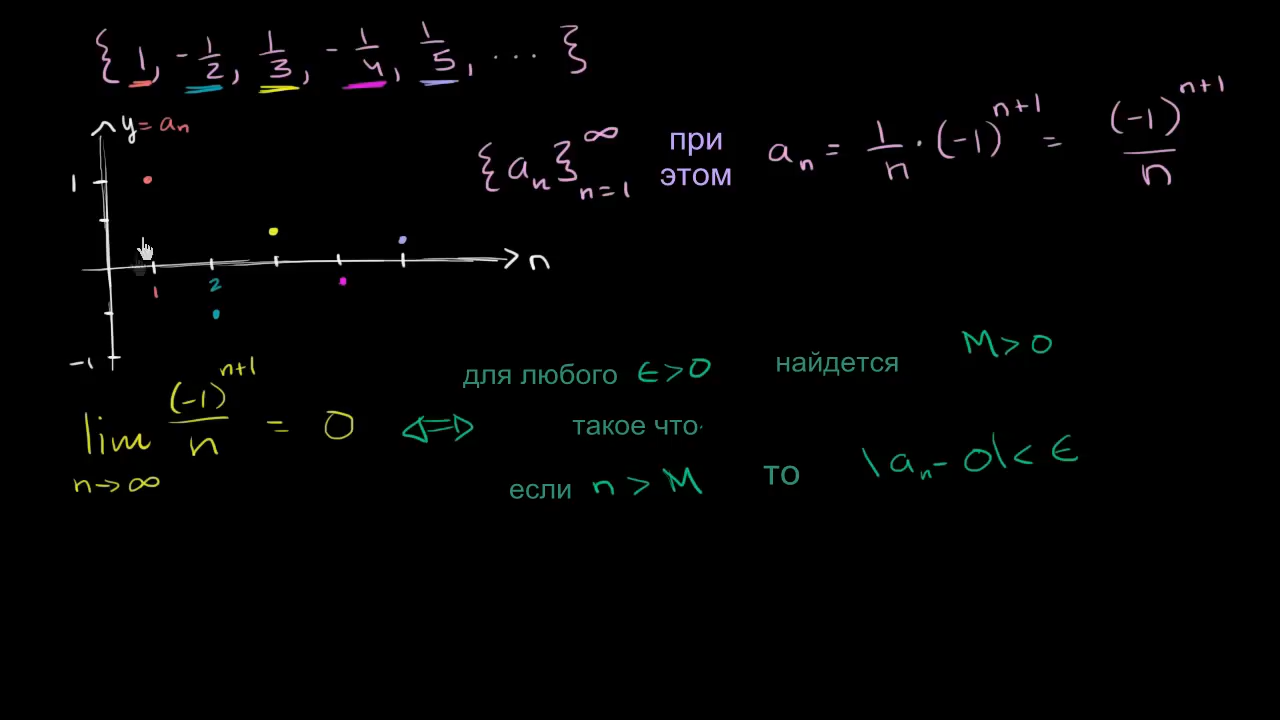 { 1, -1/2, 1/3, -1/4, 1/5, ... }
y = aₙ
{aₙ}ⁿ⁼¹^∞ при этом aₙ = 1/n · (-1)ⁿ⁺¹ = (-1)ⁿ⁺¹/n
1
n
1 2
-1
для любого ϵ > 0 найдется M > 0
lim n→∞ (-1)ⁿ⁺¹/n = 0 ⇔ такое что
если n > M то |aₙ - 0| < ϵ